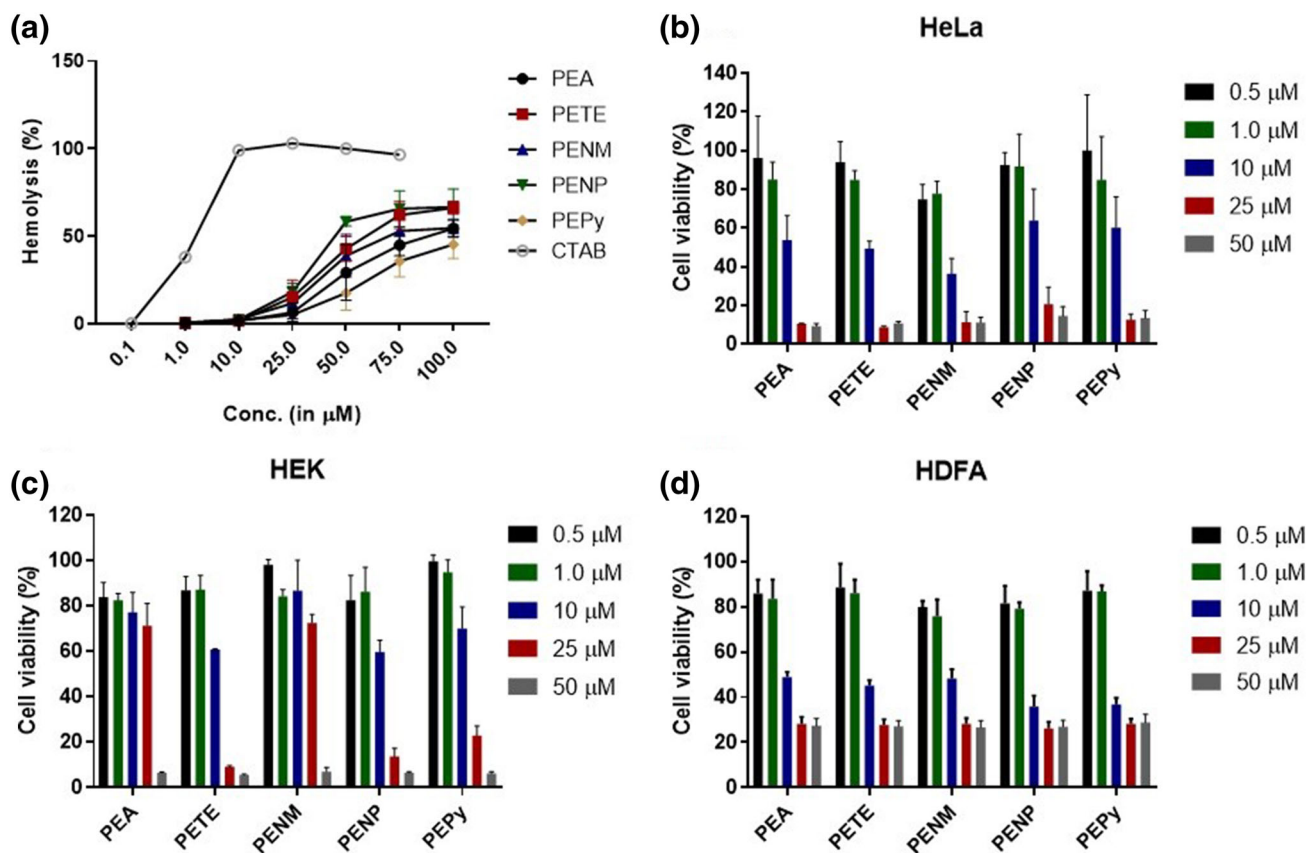 (a)
150
100
50
0
Hemolysis (%)
0.1
1.0
10.0
25.0
50.0
75.0
100.0
Conc. (in μM)
PEA
PETE
PENM
PENP
PEPy
CTAB
(b)
HeLa
140
120
100
80
60
40
20
0
Cell viability (%)
PEA
PETE
PENM
PENP
PEPy
0.5 μM
1.0 μM
10 μM
25 μM
50 μM
(c)
HEK
120
100
80
60
40
20
0
Cell viability (%)
PEA
PETE
PENM
PENP
PEPy
0.5 μM
1.0 μM
10 μM
25 μM
50 μM
(d)
HDFA
120
100
80
60
40
20
0
Cell viability (%)
PEA
PETE
PENM
PENP
PEPy
0.5 μM
1.0 μM
10 μM
25 μM
50 μM